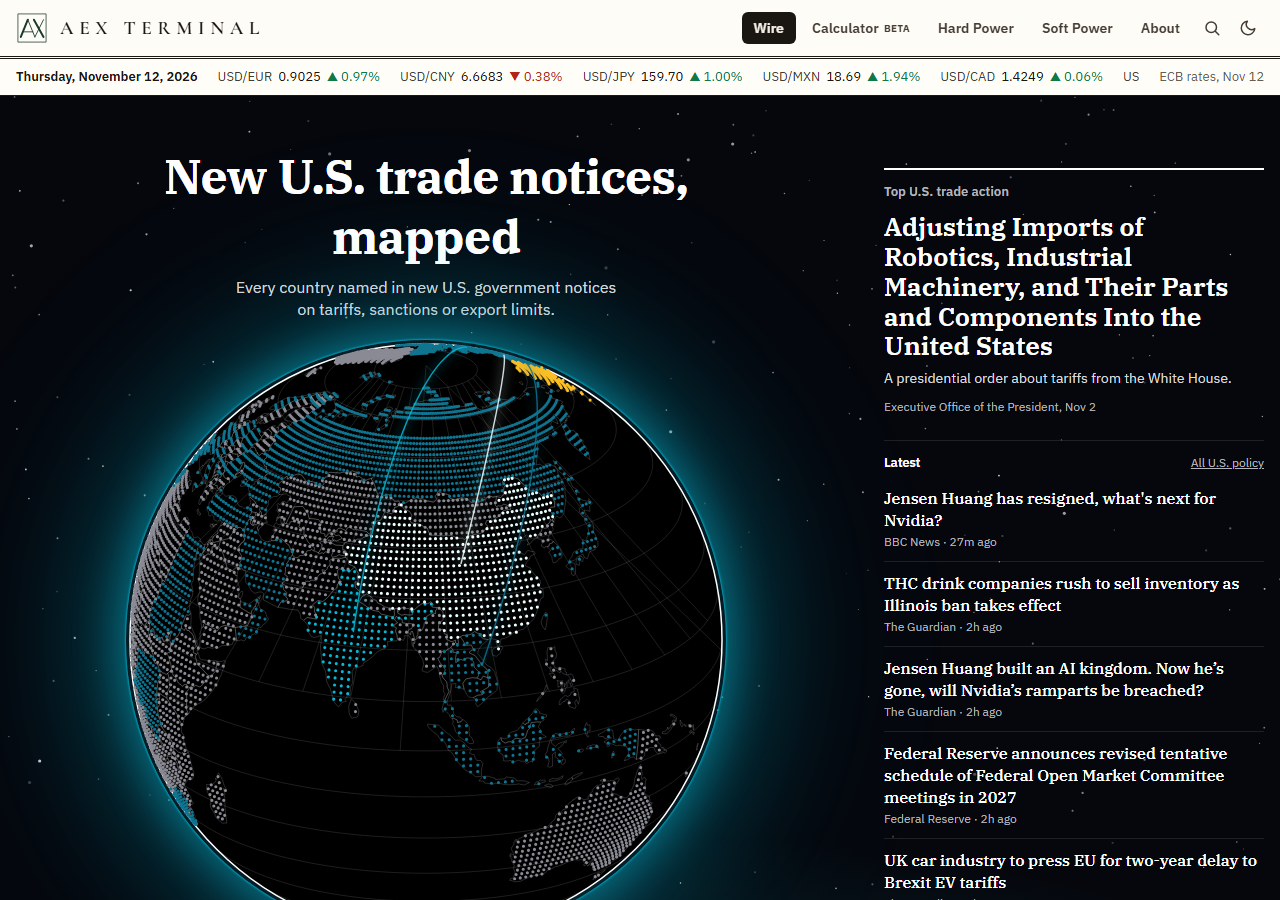 AEX TERMINAL
Wire
Calculator BETA
Hard Power
Soft Power
About
Thursday, November 12, 2026
USD/EUR 0.9025 ▲ 0.97%
USD/CNY 6.6683 ▼ 0.38%
USD/JPY 159.70 ▲ 1.00%
USD/MXN 18.69 ▲ 1.94%
USD/CAD 1.4249 ▲ 0.06%
US
ECB rates, Nov 12
New U.S. trade notices,
mapped
Every country named in new U.S. government notices
on tariffs, sanctions or export limits.
Top U.S. trade action
Adjusting Imports of
Robotics, Industrial
Machinery, and Their Parts
and Components Into the
United States
A presidential order about tariffs from the White House.
Executive Office of the President, Nov 2
Latest
All U.S. policy
Jensen Huang has resigned, what's next for
Nvidia?
BBC News · 27m ago
THC drink companies rush to sell inventory as
Illinois ban takes effect
The Guardian · 2h ago
Jensen Huang built an AI kingdom. Now he’s
gone, will Nvidia’s ramparts be breached?
The Guardian · 2h ago
Federal Reserve announces revised tentative
schedule of Federal Open Market Committee
meetings in 2027
Federal Reserve · 2h ago
UK car industry to press EU for two-year delay to
Brexit EV tariffs